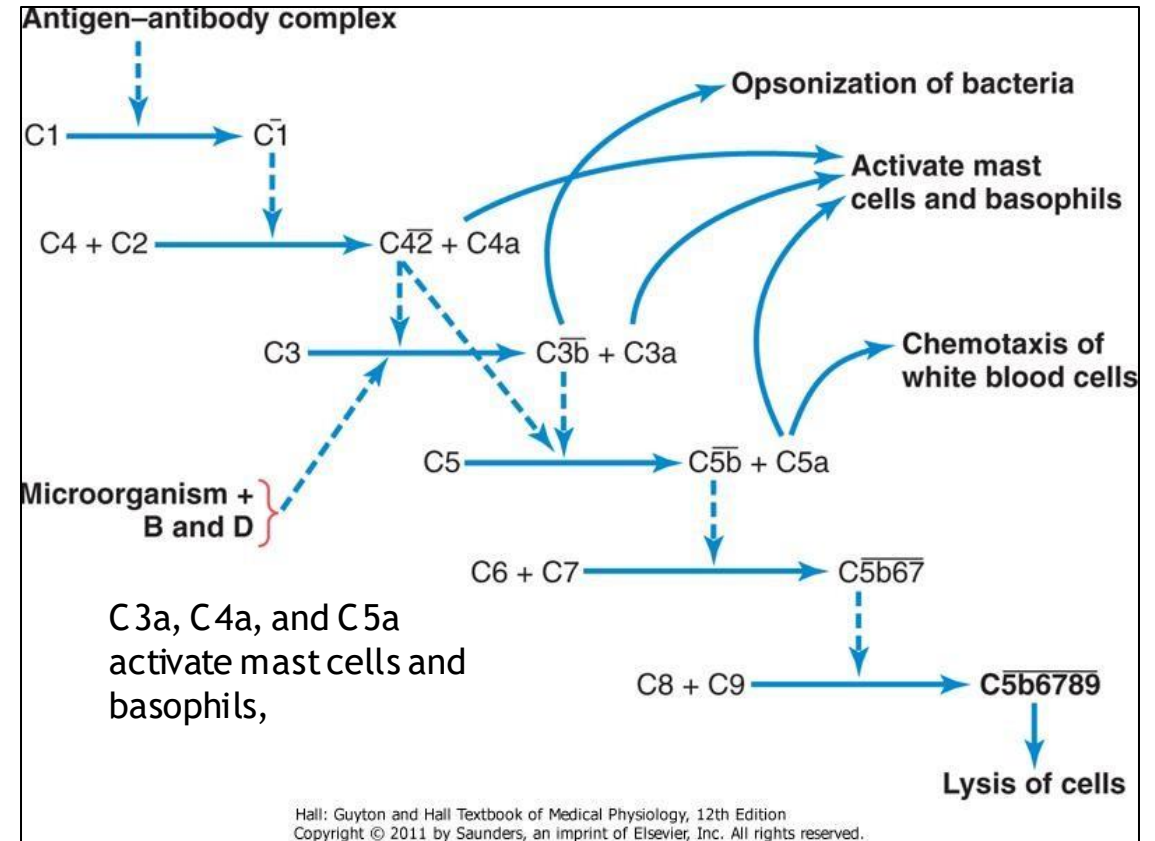 Antigen–antibody complex
Opsonization of bacteria
C1
C1̅
Activate mast
cells and basophils
C4 + C2
C4̅2̅ + C4a
C3
C3̅b̅ + C3a
Chemotaxis of
white blood cells
C5
C5̅b̅ + C5a
Microorganism +
B and D
C6 + C7
C5̅b̅6̅7̅
C3a, C4a, and C5a
activate mast cells and
basophils,
C8 + C9
C5̅b̅6̅7̅8̅9̅
Lysis of cells
Hall: Guyton and Hall Textbook of Medical Physiology, 12th Edition
Copyright © 2011 by Saunders, an imprint of Elsevier, Inc. All rights reserved.